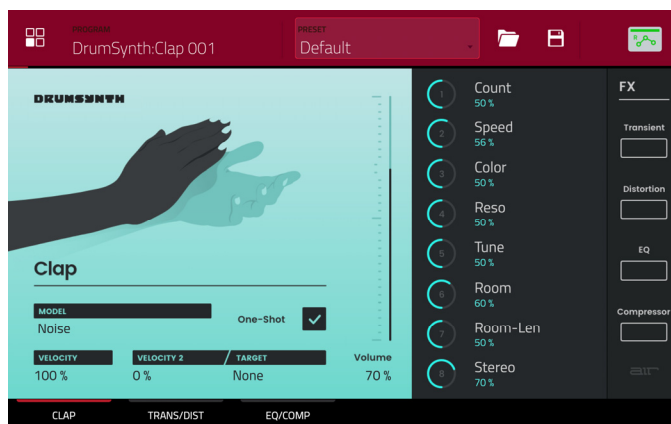 PROGRAM
DrumSynth:Clap 001
PRESET
Default
DRUMSYNTH
Clap
MODEL
Noise
One-Shot
VELOCITY
100 %
VELOCITY 2
0 %
TARGET
None
Volume
70 %
1
Count
50 %
2
Speed
56 %
3
Color
50 %
4
Reso
50 %
5
Tune
50 %
6
Room
60 %
7
Room-Len
50 %
8
Stereo
70 %
R
FX
Transient
Distortion
EQ
Compressor
air
CLAP
TRANS/DIST
EQ/COMP